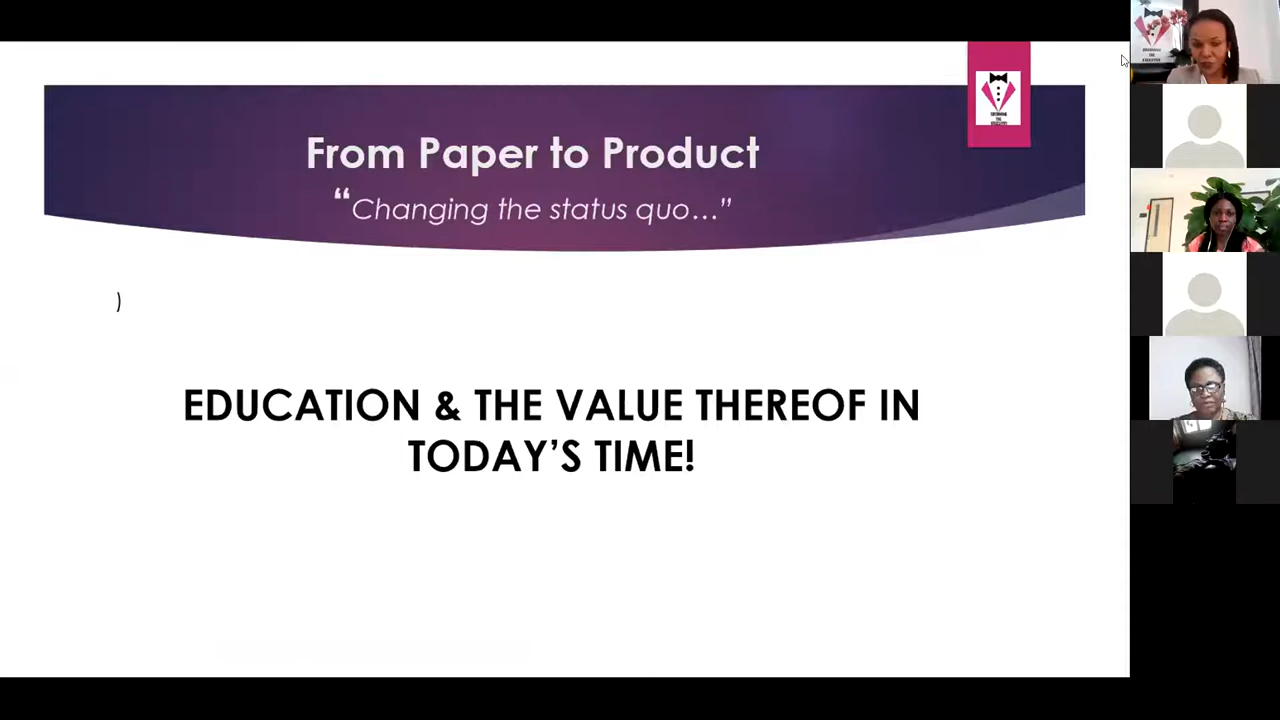 From Paper to Product
“Changing the status quo…”
)
EDUCATION & THE VALUE THEREOF IN
TODAY’S TIME!